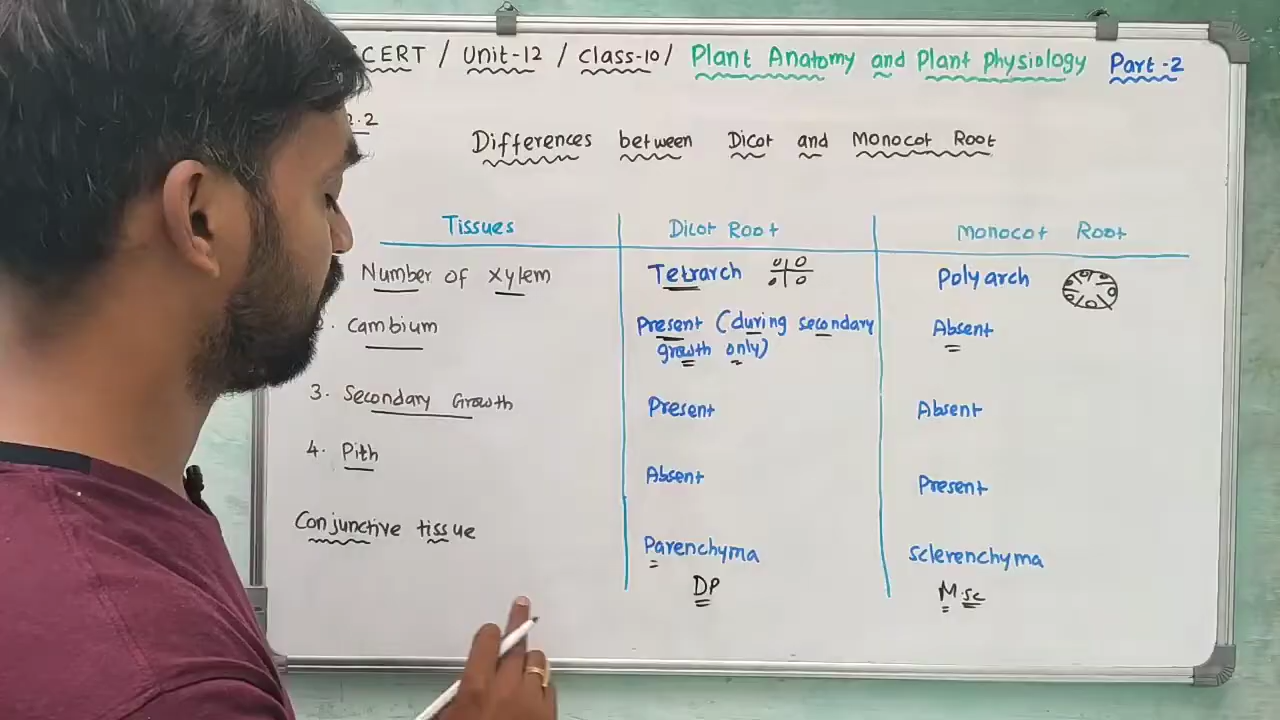 CERT / Unit-12 / Class-10/ Plant Anatomy and Plant Physiology Part-2
2.2
Differences between Dicot and Monocot Root
Tissues Dicot Root Monocot Root
Number of Xylem Tetrarch Polyarch
. Cambium Present (during secondary growth only) Absent
3. Secondary Growth Present Absent
4. Pith Absent Present
Conjunctive tissue Parenchyma Sclerenchyma
DP M.sc